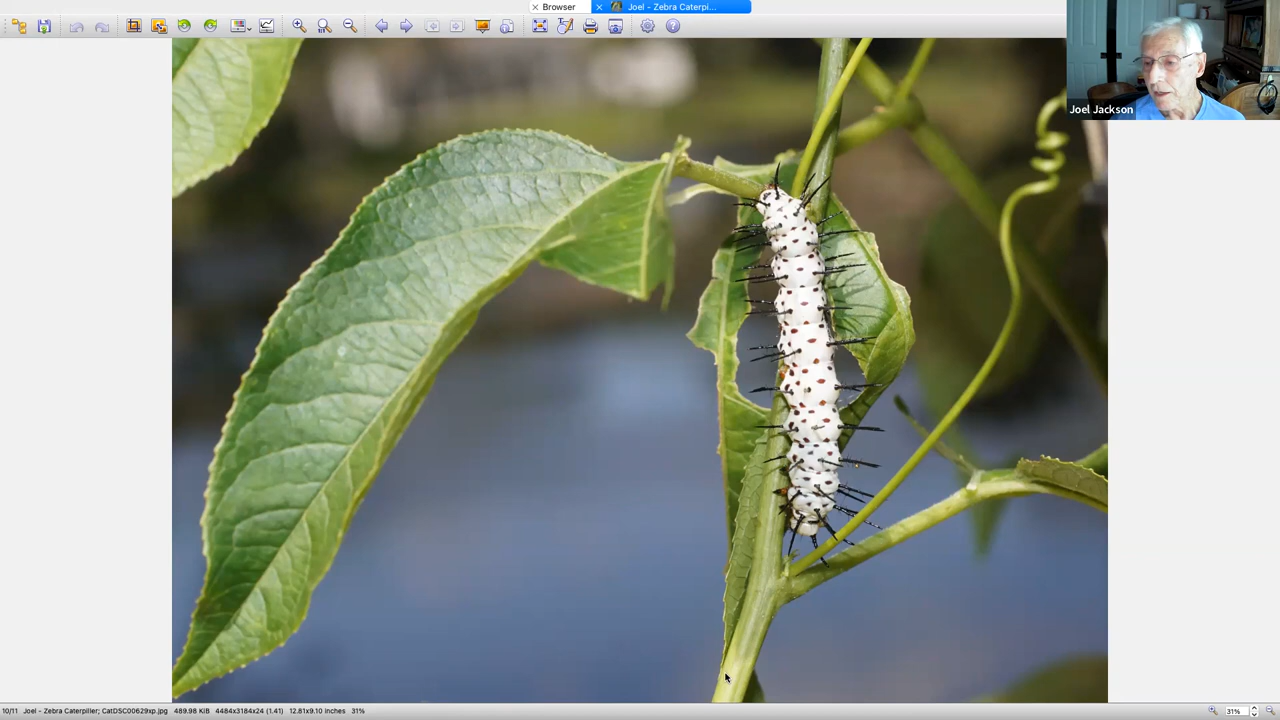 Browser
Joel - Zebra Caterpi...
Joel Jackson
10/11 Joel - Zebra Caterpiller; CatDSC00629xp.jpg 489.98 KiB 4484x3184x24 (1.41) 12.81x9.10 inches 31%
31%